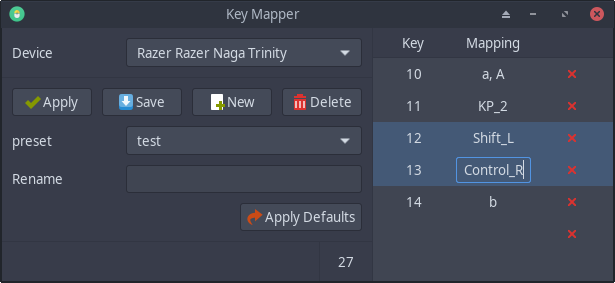 Key Mapper
Device
Razer Razer Naga Trinity
Apply
Save
New
Delete
preset
test
Rename
Apply Defaults
27
Key Mapping
10 a, A
11 KP_2
12 Shift_L
13 Control_R
14 b